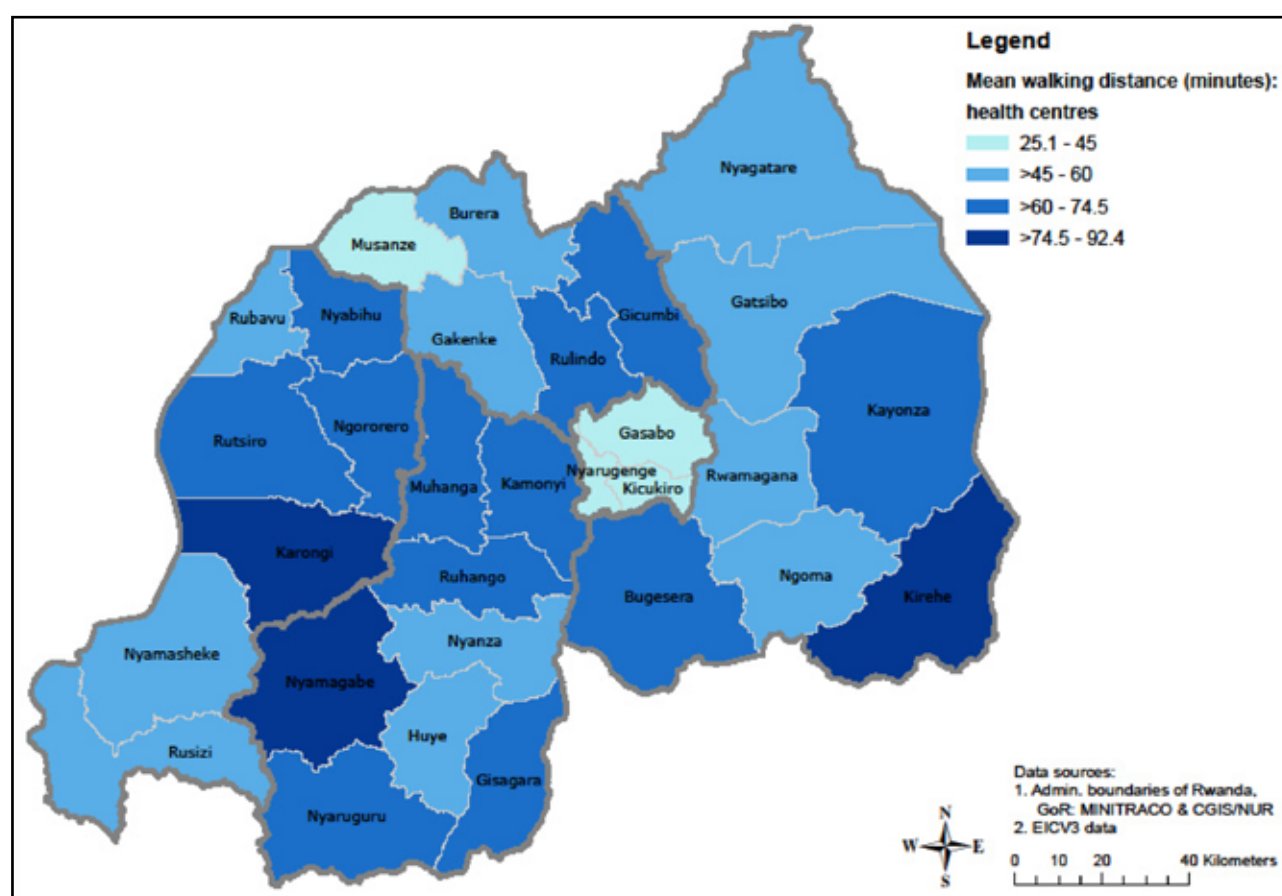 Legend
Mean walking distance (minutes):
health centres
25.1 - 45
>45 - 60
>60 - 74.5
>74.5 - 92.4
Nyagatare
Burera
Musanze
Gatsibo
Rubavu
Nyabihu
Gicumbi
Gakenke
Rulindo
Kayonza
Gasabo
Rutsiro
Ngororero
Nyarugenge
Rwamagana
Muhanga
Kamonyi
Kicukiro
Karongi
Ruhango
Ngoma
Bugesera
Kirehe
Nyanza
Nyamasheke
Nyamagabe
Huye
Rusizi
Gisagara
Nyaruguru
Data sources:
1. Admin. boundaries of Rwanda,
GoR: MINITRACO & CGIS/NUR
2. EICV3 data
N
W E
S
0 10 20 40 Kilometers